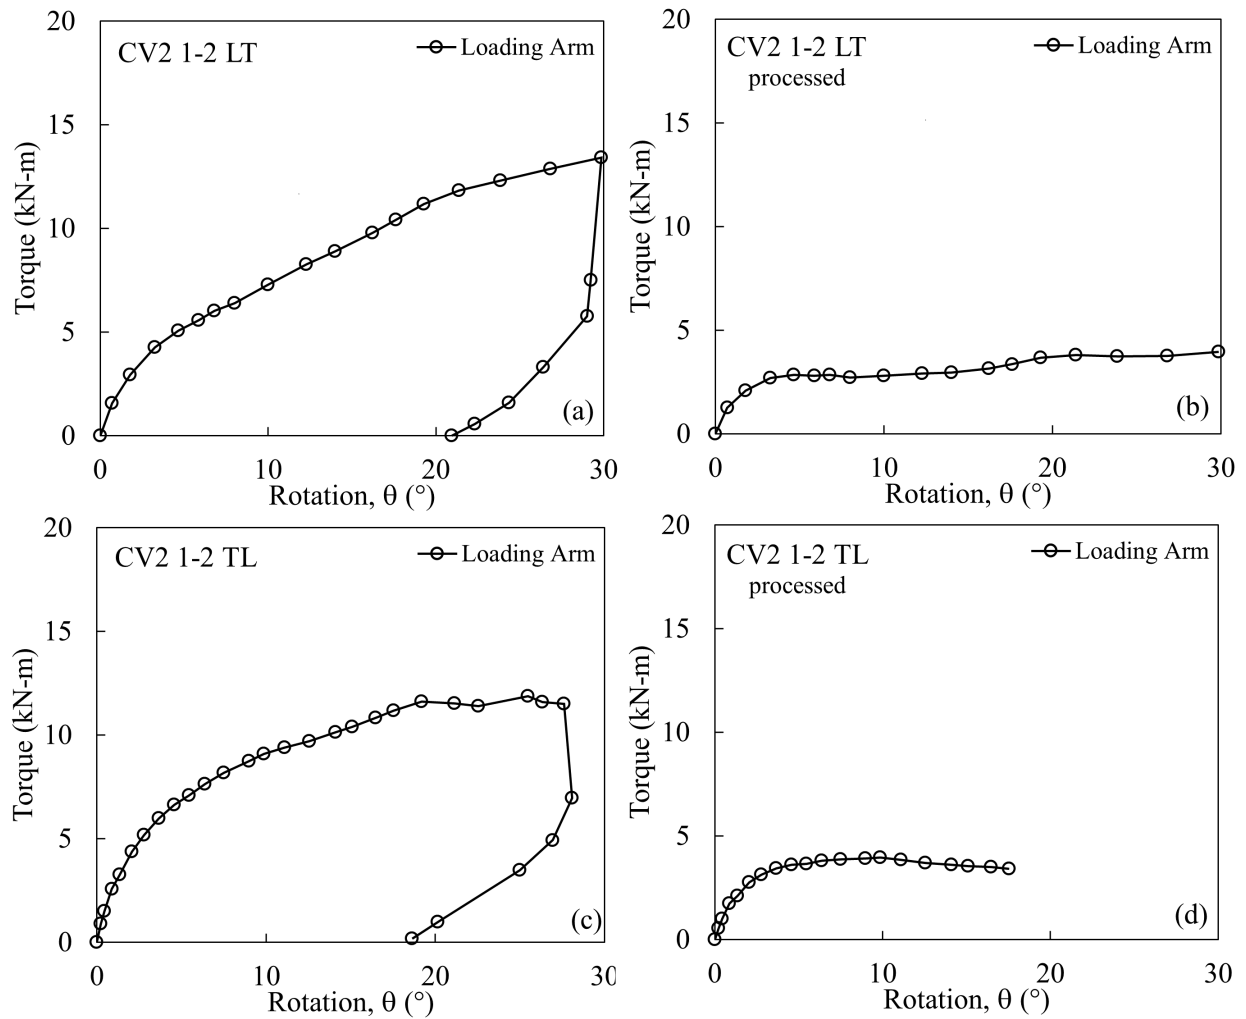 20
CV2 1-2 LT
Loading Arm
15
Torque (kN-m)
10
5
(a)
0
0 10 20 30
Rotation, θ (°)
20
CV2 1-2 LT
Loading Arm
processed
15
Torque (kN-m)
10
5
(b)
0
0 10 20 30
Rotation, θ (°)
20
CV2 1-2 TL
Loading Arm
15
Torque (kN-m)
10
5
(c)
0
0 10 20 30
Rotation, θ (°)
20
CV2 1-2 TL
Loading Arm
processed
15
Torque (kN-m)
10
5
(d)
0
0 10 20 30
Rotation, θ (°)